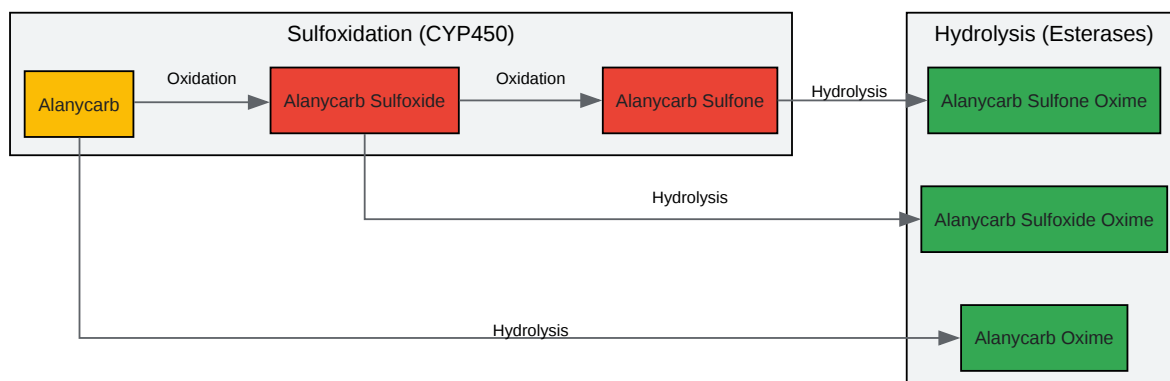 Sulfoxidation (CYP450)
Hydrolysis (Esterases)
Oxidation
Oxidation
Hydrolysis
Alanycarb
Alanycarb Sulfoxide
Alanycarb Sulfone
Alanycarb Sulfone Oxime
Hydrolysis
Alanycarb Sulfoxide Oxime
Hydrolysis
Alanycarb Oxime